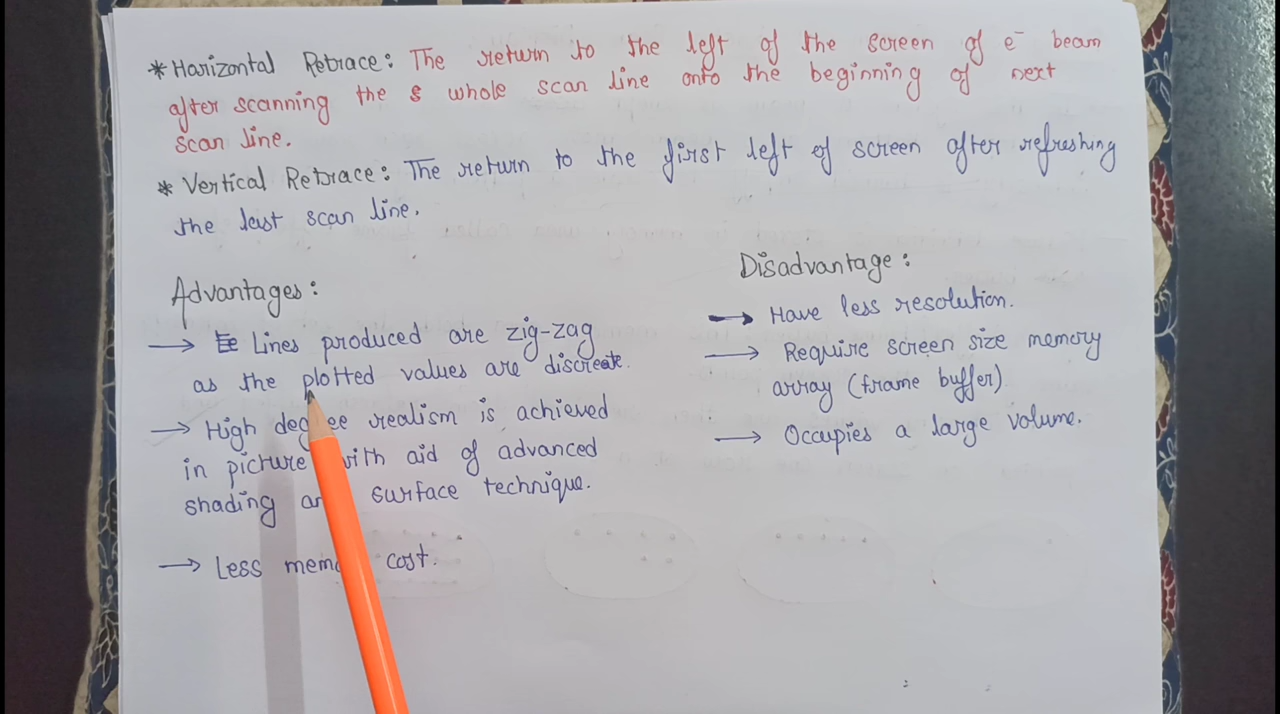 * Horizontal Retrace: The return to the left of the screen of e⁻ beam
after scanning the whole scan line onto the beginning of next
scan line.
* Vertical Retrace: The return to the first left of screen after refreshing
the last scan line.
Advantages:
→ Lines produced are zig-zag
as the plotted values are discreate.
→ High degree realism is achieved
in picture with aid of advanced
shading an surface technique.
→ Less mem cost.
Disadvantage:
→ Have less resolution.
→ Require screen size memory
array (frame buffer)
→ Occupies a large volume.